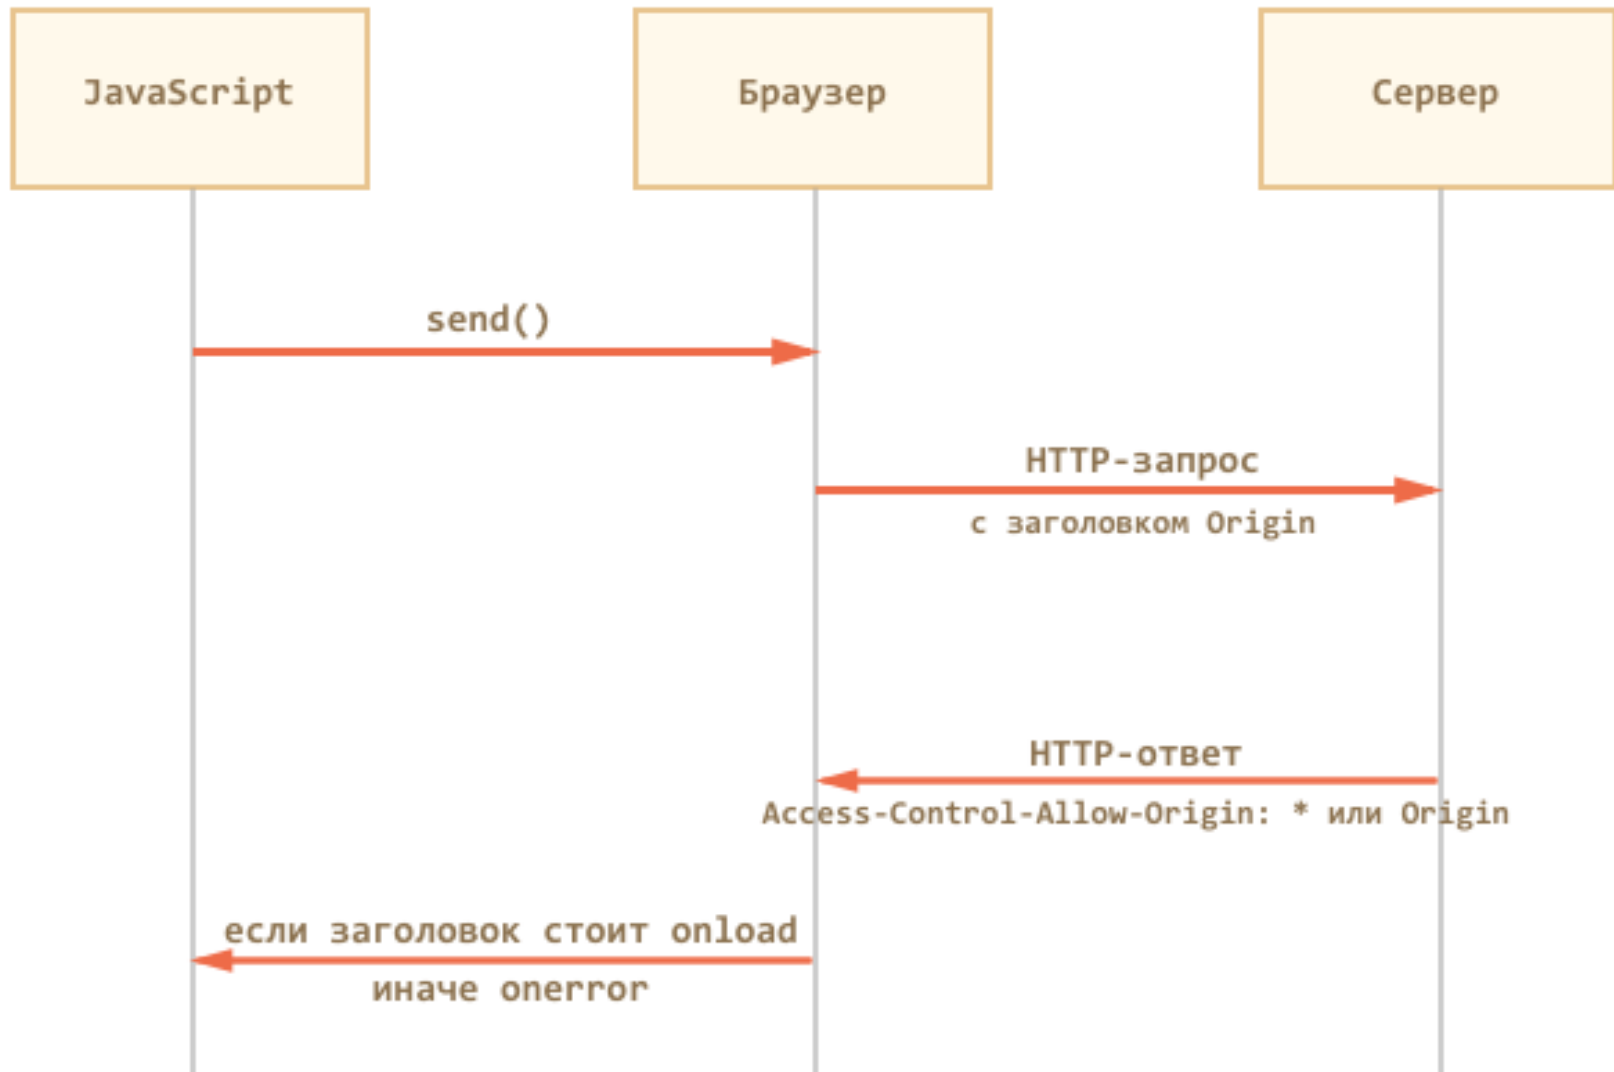 JavaScript
Браузер
Сервер
send()
HTTP-запрос
с заголовком Origin
HTTP-ответ
Access-Control-Allow-Origin: * или Origin
если заголовок стоит onload
иначе onerror